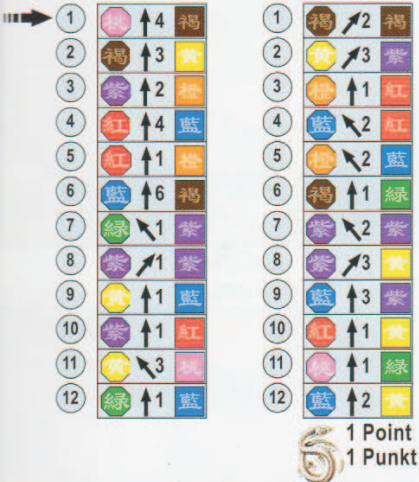 1 桃 4 褐
2 褐 3 黄
3 紫 2 橙
4 紅 4 藍
5 紅 1 橙
6 藍 6 褐
7 緑 1 紫
8 紫 1 紫
9 黄 1 藍
10 紫 1 紅
11 黄 3 桃
12 緑 1 藍
1 褐 2 褐
2 黄 3 紫
3 橙 1 紅
4 藍 2 紅
5 橙 2 藍
6 褐 1 緑
7 紫 2 紫
8 紫 3 黄
9 藍 3 紫
10 紅 1 黄
11 桃 1 緑
12 藍 2 黄
1 Point
1 Punkt